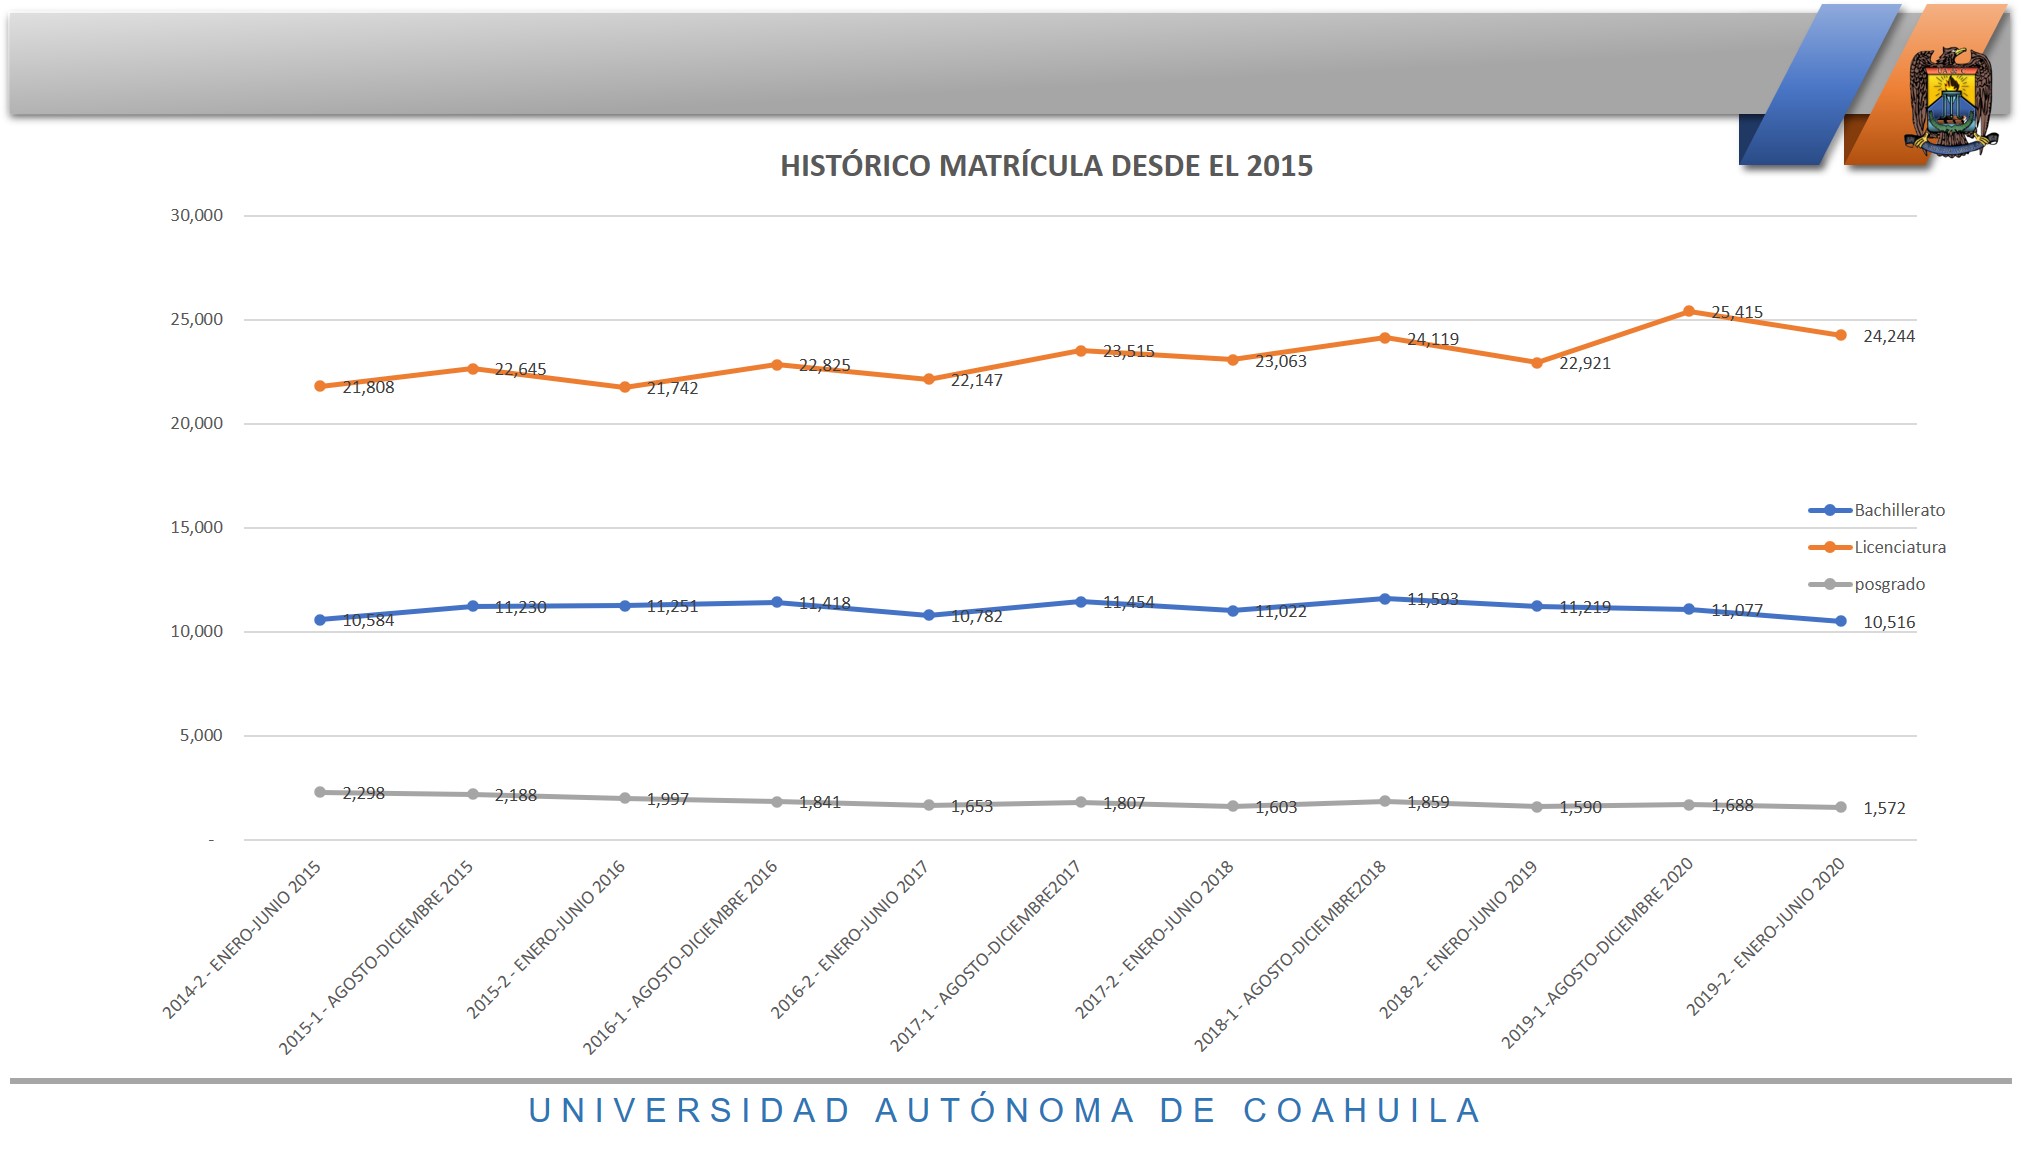 HISTÓRICO MATRÍCULA DESDE EL 2015
30,000
25,000
20,000
15,000
10,000
5,000
-
21,808
22,645
21,742
22,825
22,147
23,515
23,063
24,119
22,921
25,415
24,244
10,584
11,230
11,251
11,418
10,782
11,454
11,022
11,593
11,219
11,077
10,516
2,298
2,188
1,997
1,841
1,653
1,807
1,603
1,859
1,590
1,688
1,572
Bachillerato
Licenciatura
posgrado
2014-2 - ENERO-JUNIO 2015
2015-1 - AGOSTO-DICIEMBRE 2015
2015-2 - ENERO-JUNIO 2016
2016-1 - AGOSTO-DICIEMBRE 2016
2016-2 - ENERO-JUNIO 2017
2017-1 - AGOSTO-DICIEMBRE2017
2017-2 - ENERO-JUNIO 2018
2018-1 - AGOSTO-DICIEMBRE2018
2018-2 - ENERO-JUNIO 2019
2019-1 -AGOSTO-DICIEMBRE 2020
2019-2 - ENERO-JUNIO 2020
UNIVERSIDAD AUTÓNOMA DE COAHUILA